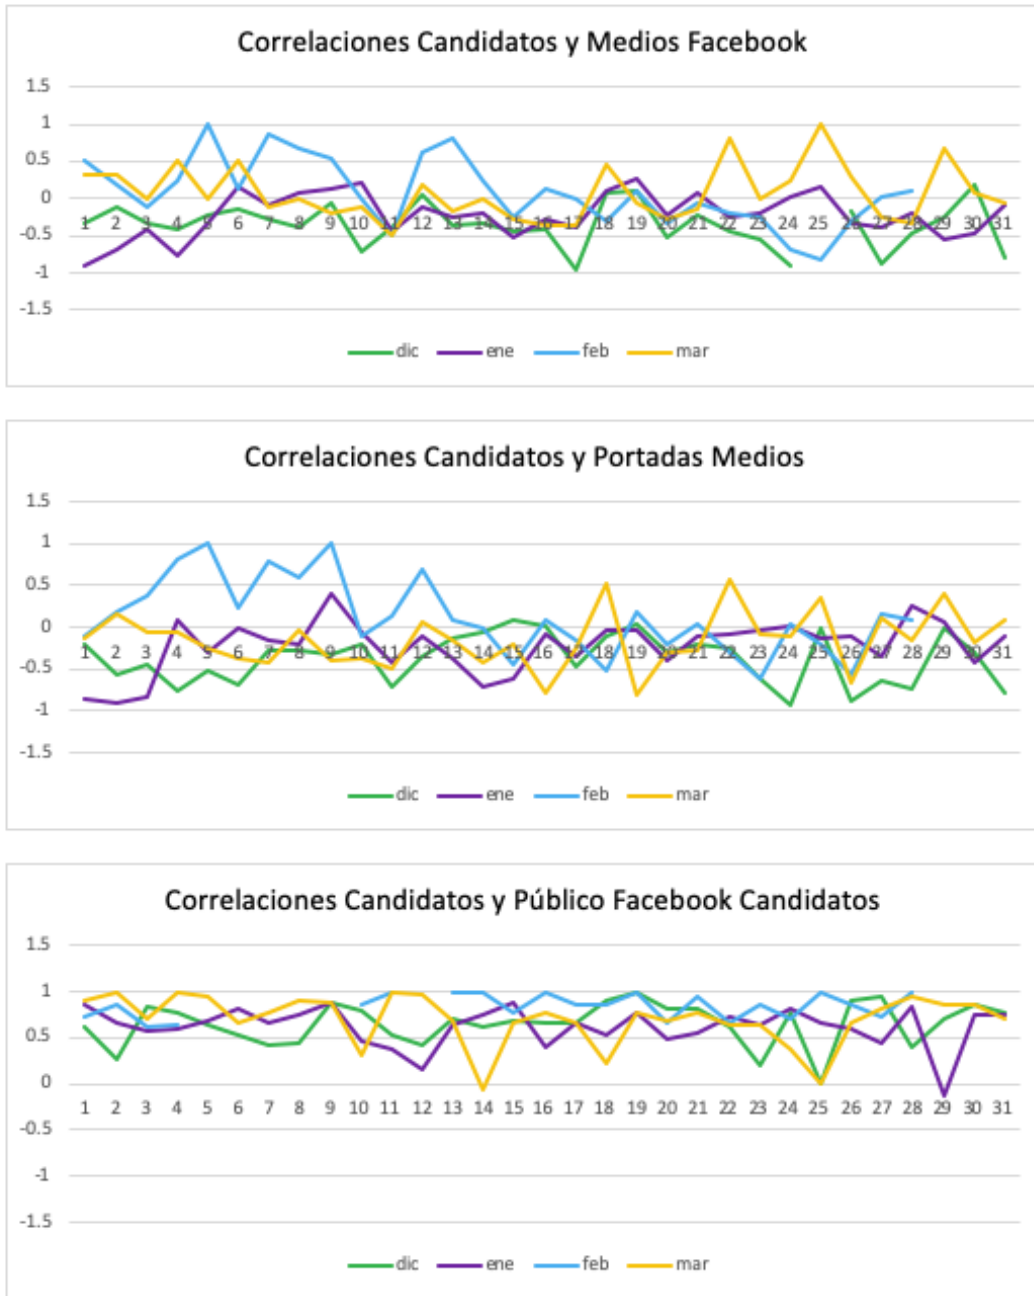 Correlaciones Candidatos y Medios Facebook
1.5
1
0.5
0
-0.5
-1
-1.5
1 2 3 4 5 6 7 8 9 10 11 12 13 14 15 16 17 18 19 20 21 22 23 24 25 26 27 28 29 30 31
dic ene feb mar
Correlaciones Candidatos y Portadas Medios
1.5
1
0.5
0
-0.5
-1
-1.5
1 2 3 4 5 6 7 8 9 10 11 12 13 14 15 16 17 18 19 20 21 22 23 24 25 26 27 28 29 30 31
dic ene feb mar
Correlaciones Candidatos y Público Facebook Candidatos
1.5
1
0.5
0
1 2 3 4 5 6 7 8 9 10 11 12 13 14 15 16 17 18 19 20 21 22 23 24 25 26 27 28 29 30 31
-0.5
-1
-1.5
dic ene feb mar